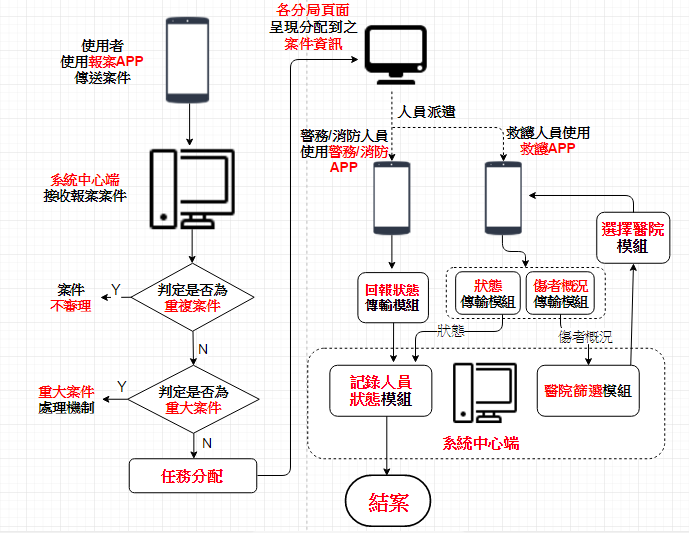 使用者
使用報案APP
傳送案件
系統中心端
接收報案案件
判定是否為
重複案件
Y
案件
不審理
N
判定是否為
重大案件
Y
重大案件
處理機制
N
任務分配
各分局頁面
呈現分配到之
案件資訊
人員派遣
警務/消防人員
使用警務/消防
APP
救護人員使用
救護APP
選擇醫院
模組
回報狀態
傳輸模組
狀態
傳輸模組
傷者概況
傳輸模組
狀態
傷者概況
記錄人員
狀態模組
醫院篩選模組
系統中心端
結案